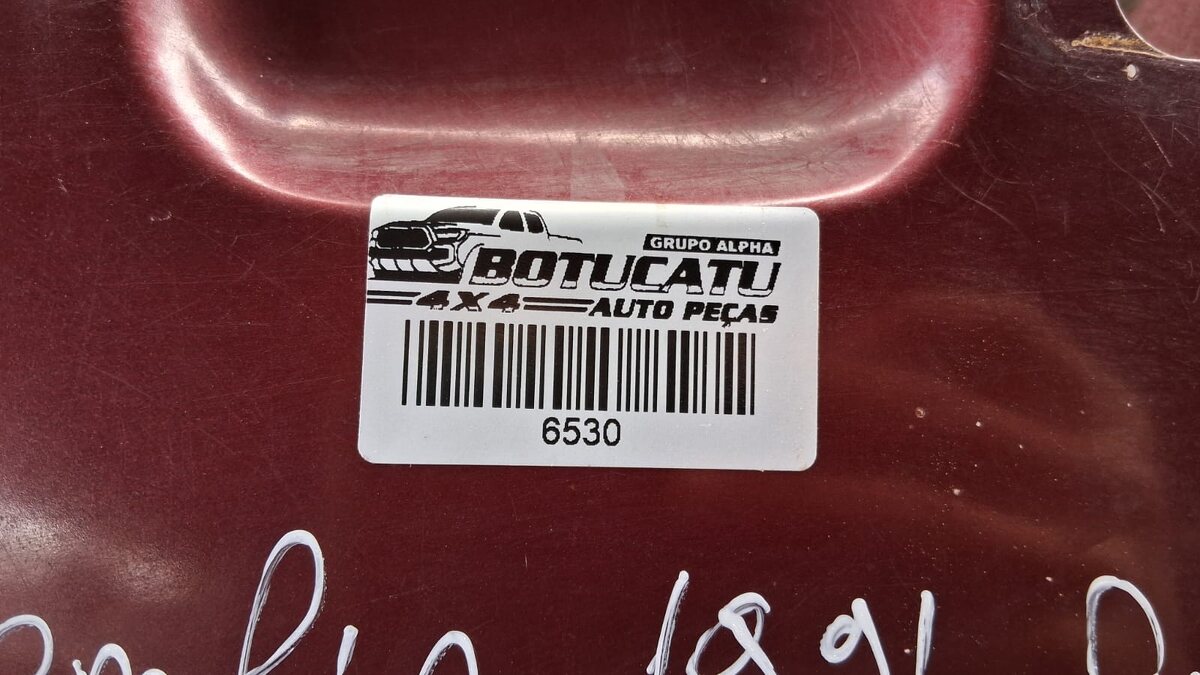 GRUPO ALPHA
BOTUCATU
4X4 AUTO PEÇAS
6530